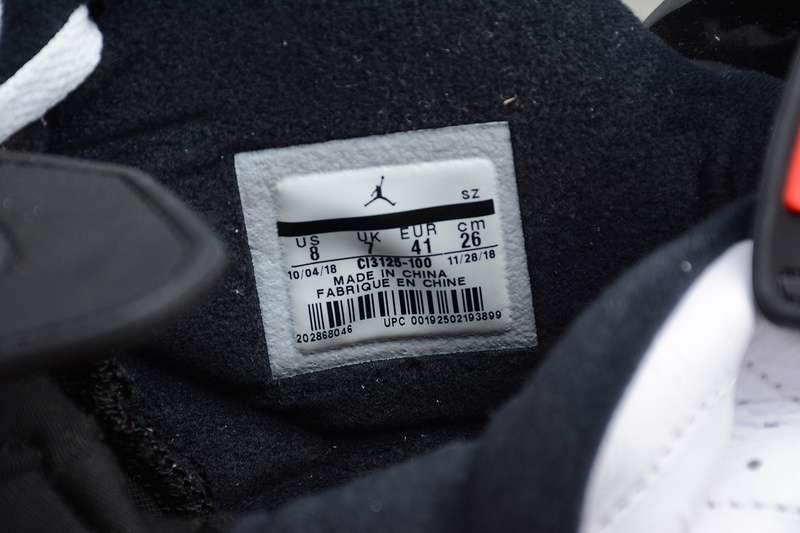 SZ
US UK EUR cm
8 7 41 26
10/04/18 CI3125-100 11/28/18
MADE IN CHINA
FABRIQUE EN CHINE
202868046 UPC 00192502193899